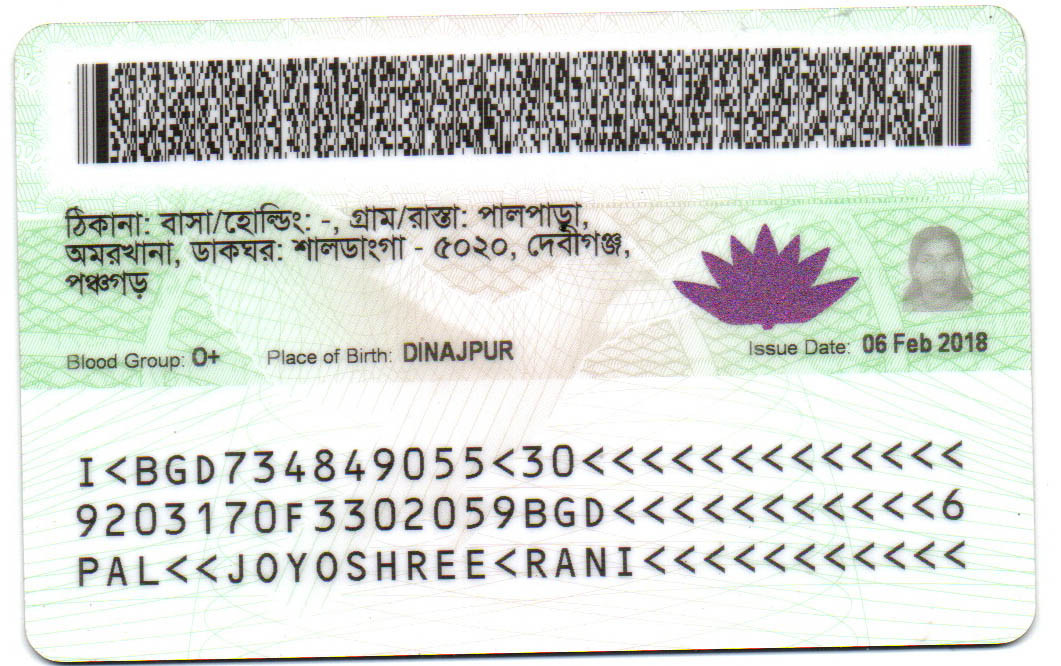 ঠিকানা: বাসা/হোল্ডিং: -, গ্রাম/রাস্তা: পালপাড়া,
অমরখানা, ডাকঘর: শালডাংগা - ৫০২০, দেবীগঞ্জ,
পঞ্চগড়
Blood Group: O+ Place of Birth: DINAJPUR Issue Date: 06 Feb 2018
I<BGD734849055<30<<<<<<<<<<<<<
9203170F3302059BGD<<<<<<<<<<<6
PAL<<JOYOSHREE<RANI<<<<<<<<<<<